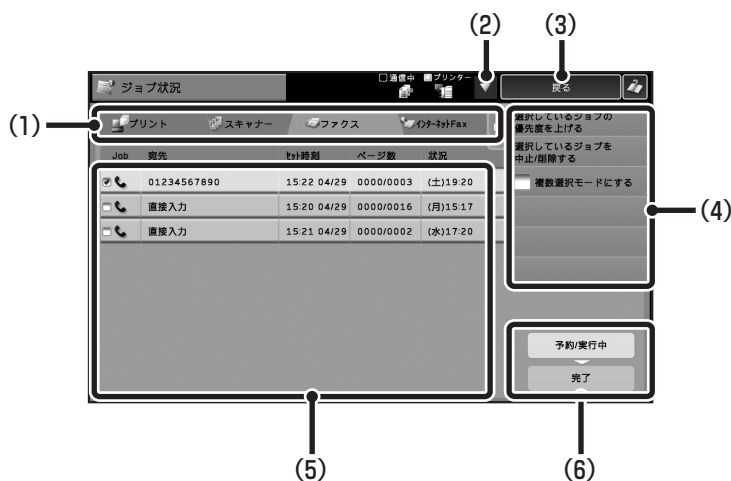 (2)
(3)
ジョブ状況
通信中
プリンター
戻る
(1)
プリント
スキャナー
ファクス
インターネットFax
選択しているジョブの
優先度を上げる
選択しているジョブを
中止/削除する
複数選択モードにする
(4)
Job 宛先 セット時刻 ページ数 状況
01234567890 15:22 04/29 0000/0003 (土)19:20
直接入力 15:20 04/29 0000/0016 (月)15:17
直接入力 15:21 04/29 0000/0002 (水)17:20
予約/実行中
完了
(5)
(6)